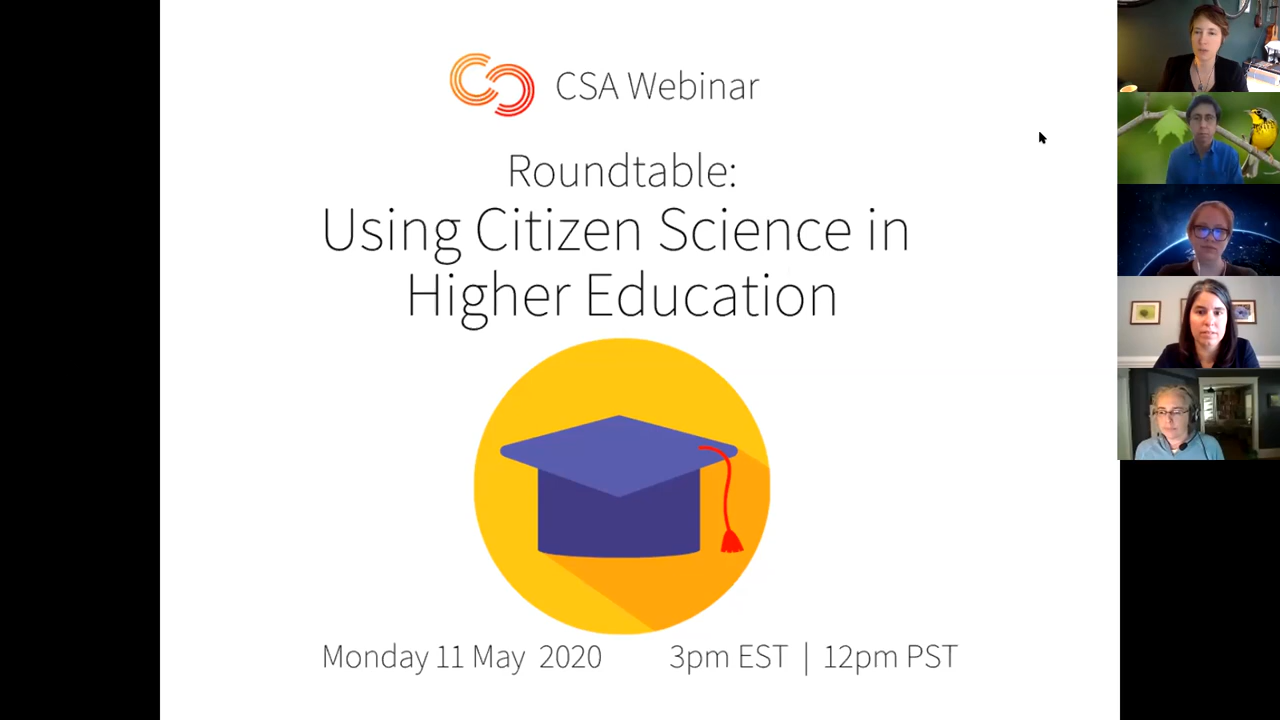 CSA Webinar
Roundtable:
Using Citizen Science in
Higher Education
Monday 11 May 2020 3pm EST | 12pm PST